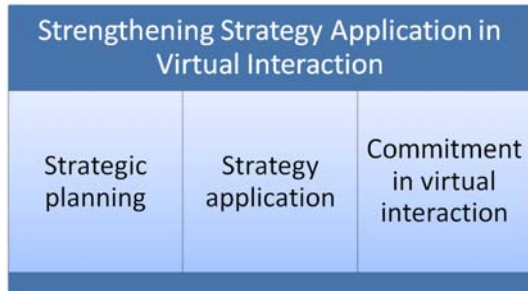 Strengthening Strategy Application in
Virtual Interaction
Strategic
planning
Strategy
application
Commitment
in virtual
interaction